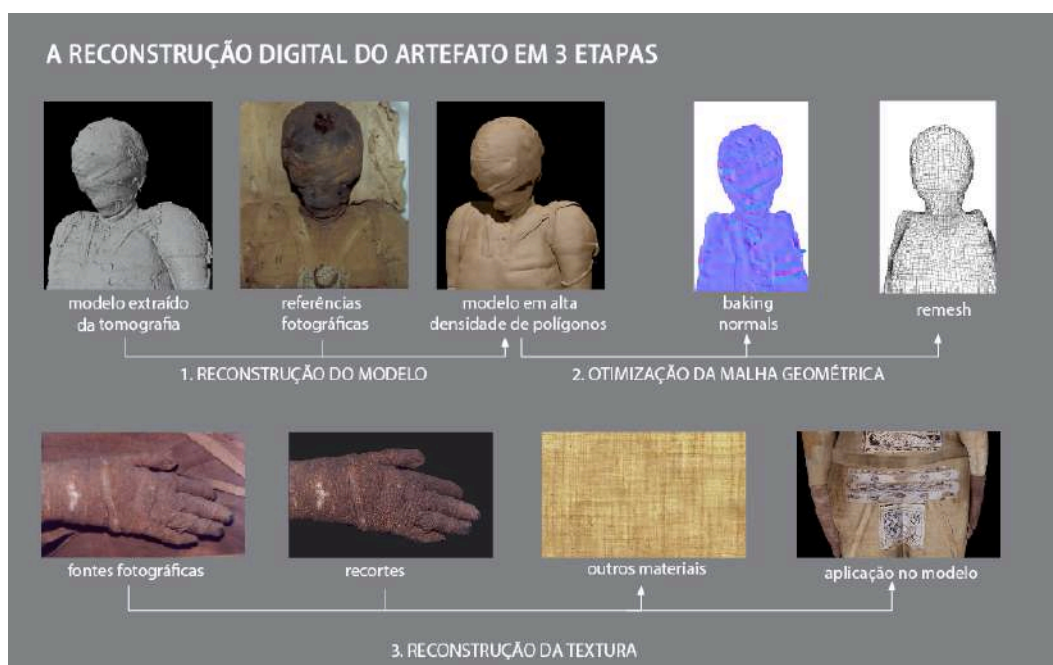 A RECONSTRUÇÃO DIGITAL DO ARTEFATO EM 3 ETAPAS
modelo extraído
da tomografia
referências
fotográficas
modelo em alta
densidade de polígonos
baking
normals
remesh
1. RECONSTRUÇÃO DO MODELO
2. OTIMIZAÇÃO DA MALHA GEOMÉTRICA
fontes fotográficas
recortes
outros materiais
aplicação no modelo
3. RECONSTRUÇÃO DA TEXTURA